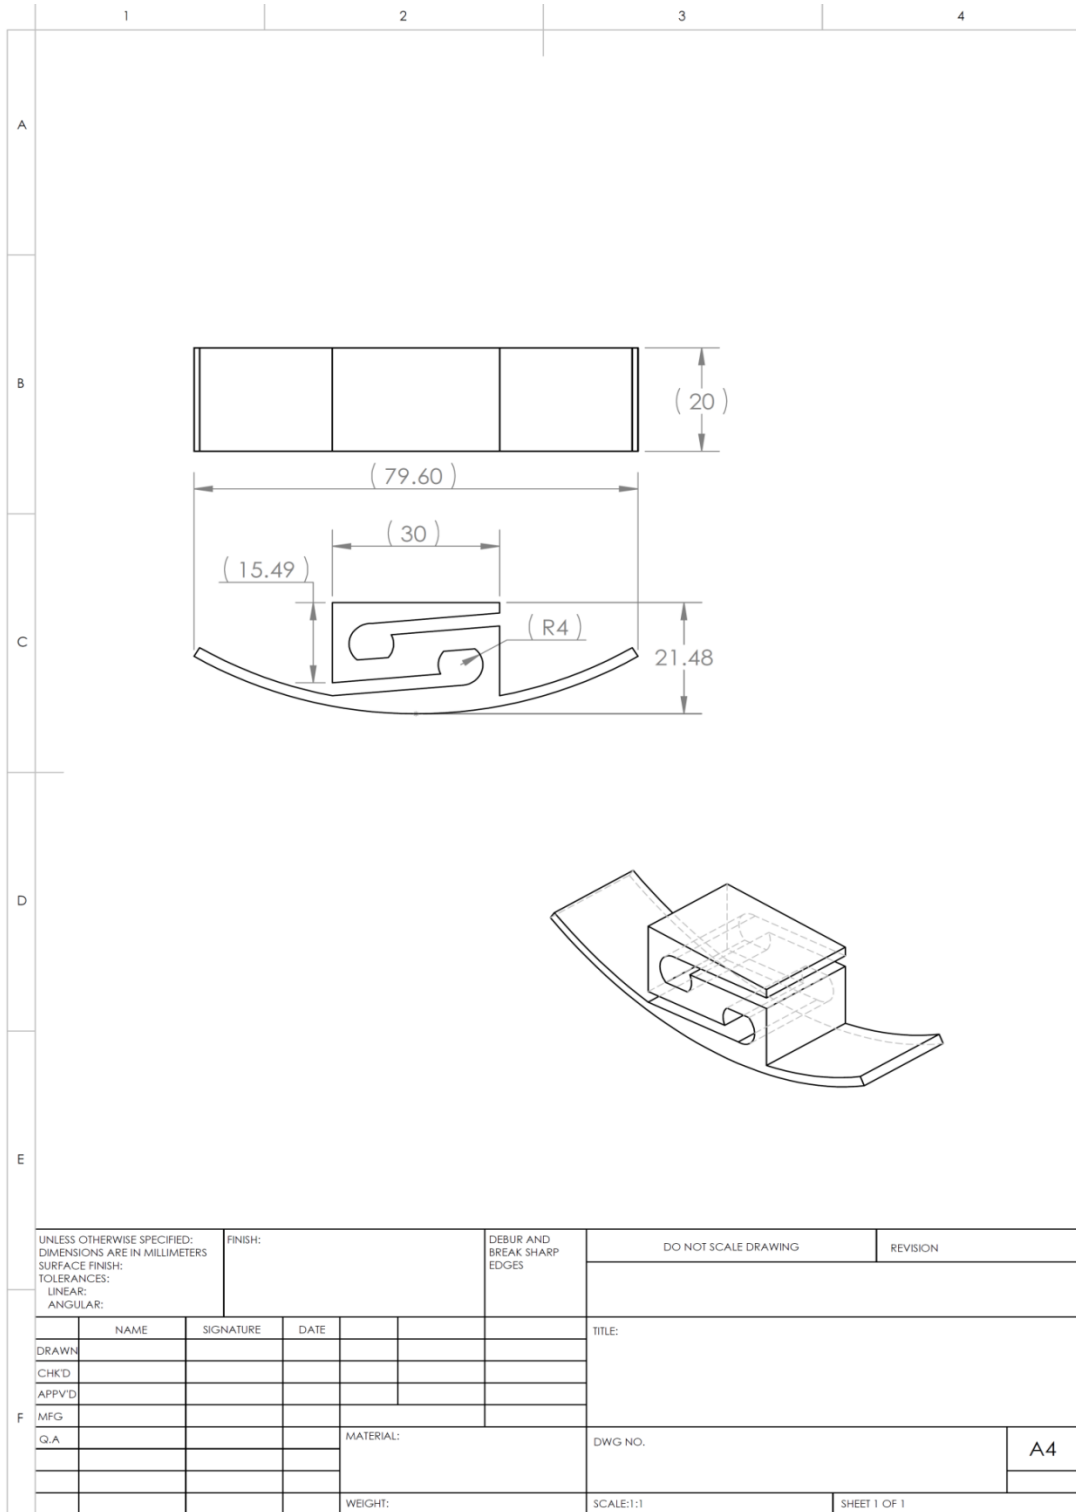 1 2 3 4
A
B
C
D
E
F
( 20 )
( 79.60 )
( 30 )
( 15.49 )
( R4 )
21.48
UNLESS OTHERWISE SPECIFIED:
DIMENSIONS ARE IN MILLIMETERS
SURFACE FINISH:
TOLERANCES:
LINEAR:
ANGULAR:
FINISH:
DEBUR AND
BREAK SHARP
EDGES
DO NOT SCALE DRAWING
REVISION
NAME SIGNATURE DATE
DRAWN
CHK'D
APPV'D
MFG
Q.A
TITLE:
MATERIAL:
DWG NO.
A4
WEIGHT:
SCALE:1:1
SHEET 1 OF 1